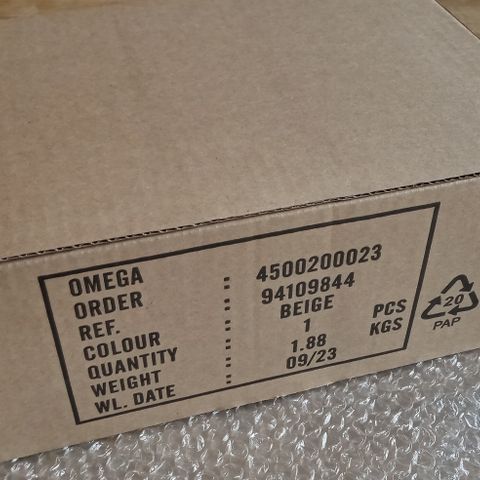 OMEGA
ORDER : 4500200023
REF. : 94109844
COLOUR : BEIGE
QUANTITY : 1 PCS
WEIGHT : 1.88 KGS
WL. DATE : 09/23
20
PAP